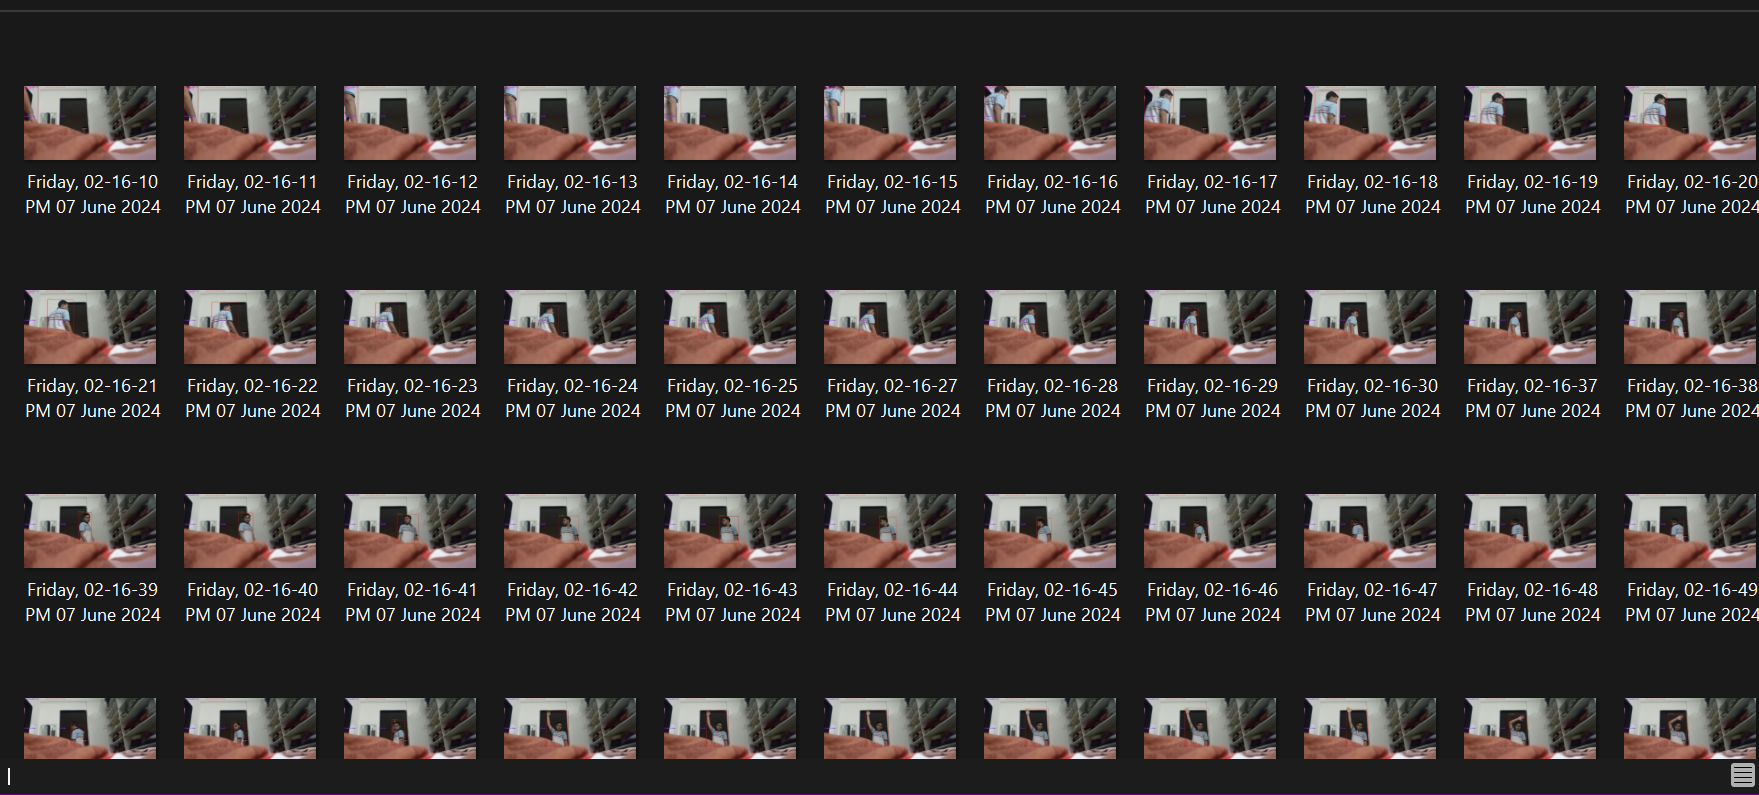 Friday, 02-16-10
PM 07 June 2024
Friday, 02-16-11
PM 07 June 2024
Friday, 02-16-12
PM 07 June 2024
Friday, 02-16-13
PM 07 June 2024
Friday, 02-16-14
PM 07 June 2024
Friday, 02-16-15
PM 07 June 2024
Friday, 02-16-16
PM 07 June 2024
Friday, 02-16-17
PM 07 June 2024
Friday, 02-16-18
PM 07 June 2024
Friday, 02-16-19
PM 07 June 2024
Friday, 02-16-20
PM 07 June 2024
Friday, 02-16-21
PM 07 June 2024
Friday, 02-16-22
PM 07 June 2024
Friday, 02-16-23
PM 07 June 2024
Friday, 02-16-24
PM 07 June 2024
Friday, 02-16-25
PM 07 June 2024
Friday, 02-16-27
PM 07 June 2024
Friday, 02-16-28
PM 07 June 2024
Friday, 02-16-29
PM 07 June 2024
Friday, 02-16-30
PM 07 June 2024
Friday, 02-16-37
PM 07 June 2024
Friday, 02-16-38
PM 07 June 2024
Friday, 02-16-39
PM 07 June 2024
Friday, 02-16-40
PM 07 June 2024
Friday, 02-16-41
PM 07 June 2024
Friday, 02-16-42
PM 07 June 2024
Friday, 02-16-43
PM 07 June 2024
Friday, 02-16-44
PM 07 June 2024
Friday, 02-16-45
PM 07 June 2024
Friday, 02-16-46
PM 07 June 2024
Friday, 02-16-47
PM 07 June 2024
Friday, 02-16-48
PM 07 June 2024
Friday, 02-16-49
PM 07 June 2024